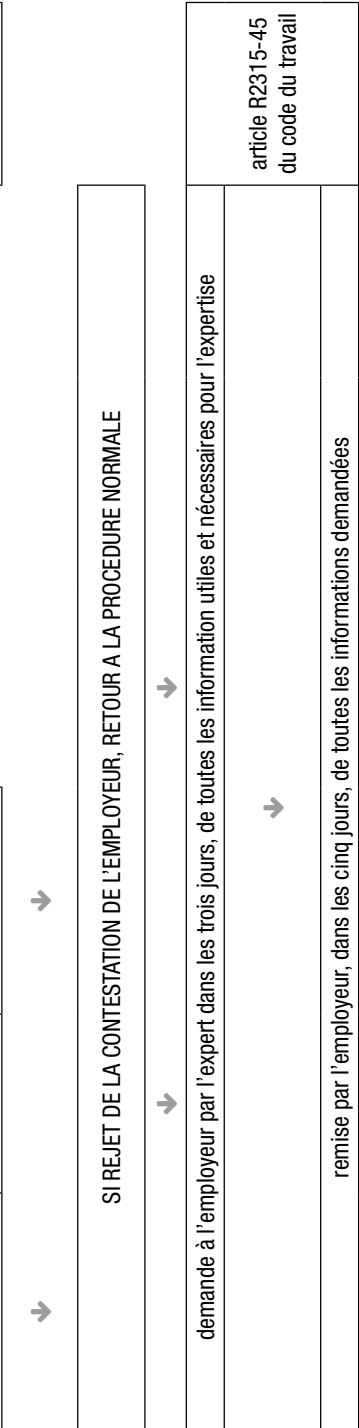 SI REJET DE LA CONTESTATION DE L'EMPLOYEUR, RETOUR A LA PROCEDURE NORMALE
demande à l'employeur par l'expert dans les trois jours, de toutes les information utiles et nécessaires pour l'expertise
article R2315-45
du code du travail
remise par l'employeur, dans les cinq jours, de toutes les informations demandées